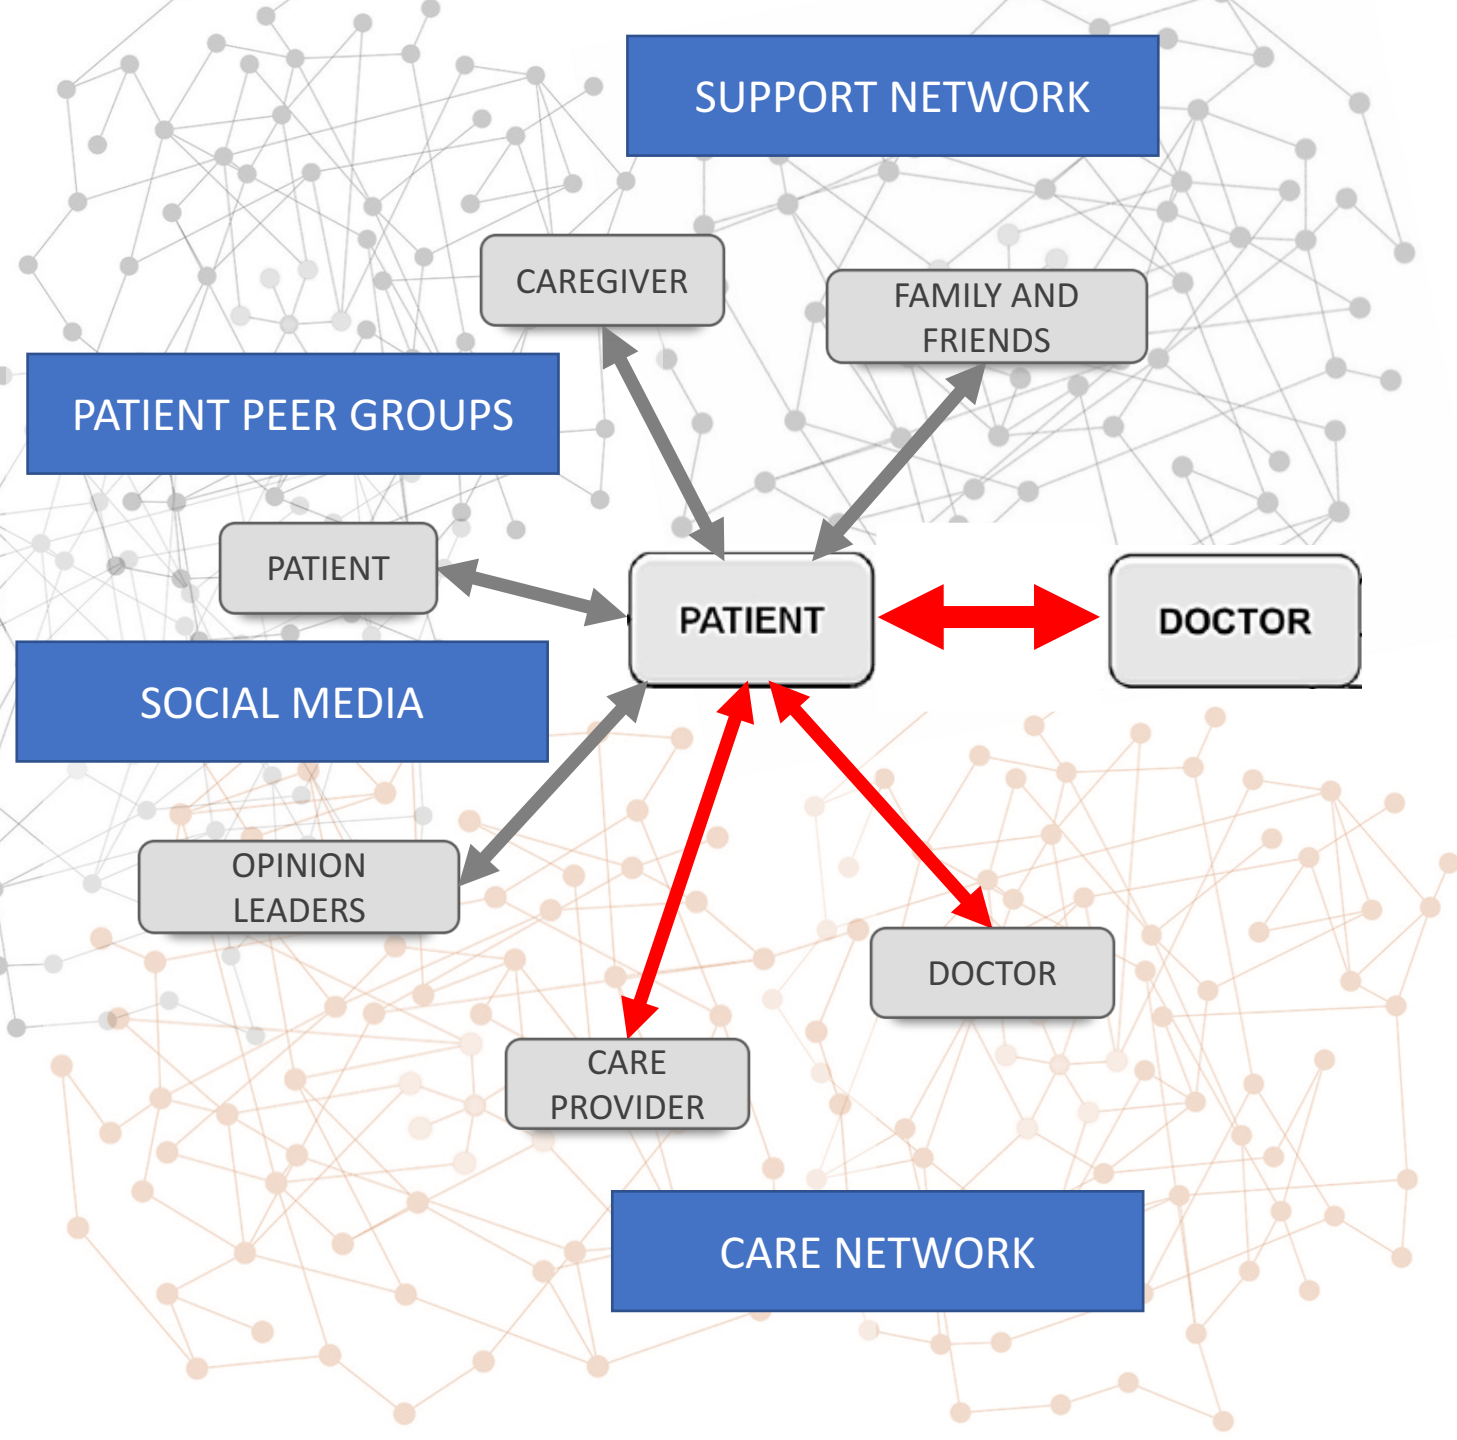 SUPPORT NETWORK
CAREGIVER
FAMILY AND
FRIENDS
PATIENT PEER GROUPS
PATIENT
PATIENT
DOCTOR
SOCIAL MEDIA
OPINION
LEADERS
DOCTOR
CARE
PROVIDER
CARE NETWORK